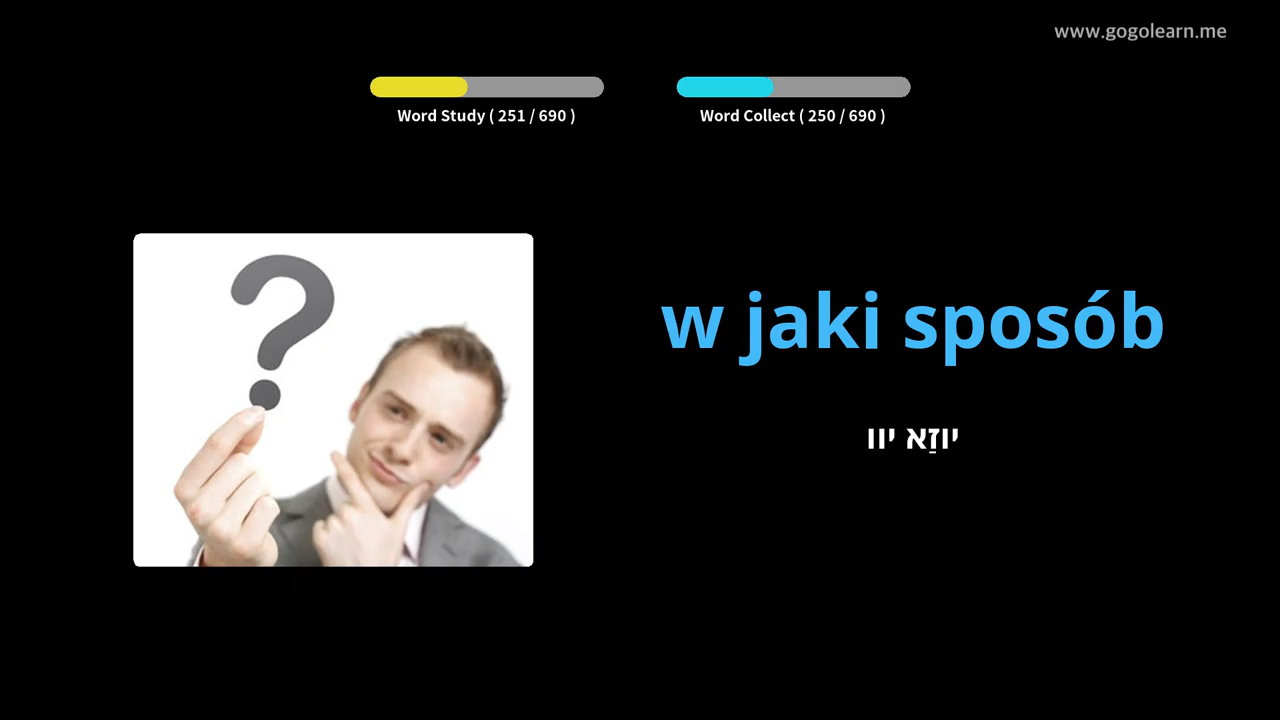 www.gogolearn.me
Word Study ( 251 / 690 )
Word Collect ( 250 / 690 )
w jaki sposób
יוזַא יוו